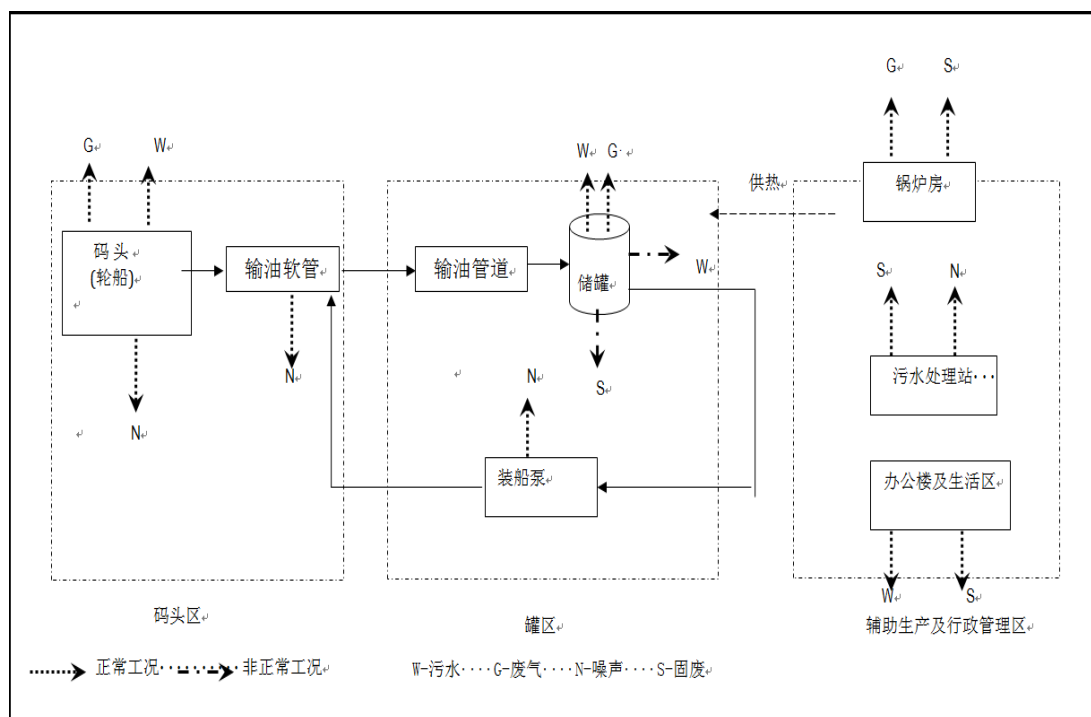 G S
G W
W G·
供热
锅炉房
码 头
(轮船)
输油软管
输油管道
储罐
W
S N
N
N
S
N
污水处理站···
装船泵
办公楼及生活区
W S
码头区
罐区
辅助生产及行政管理区
正常工况·········· 非正常工况
W-污水····G-废气····N-噪声····S-固废